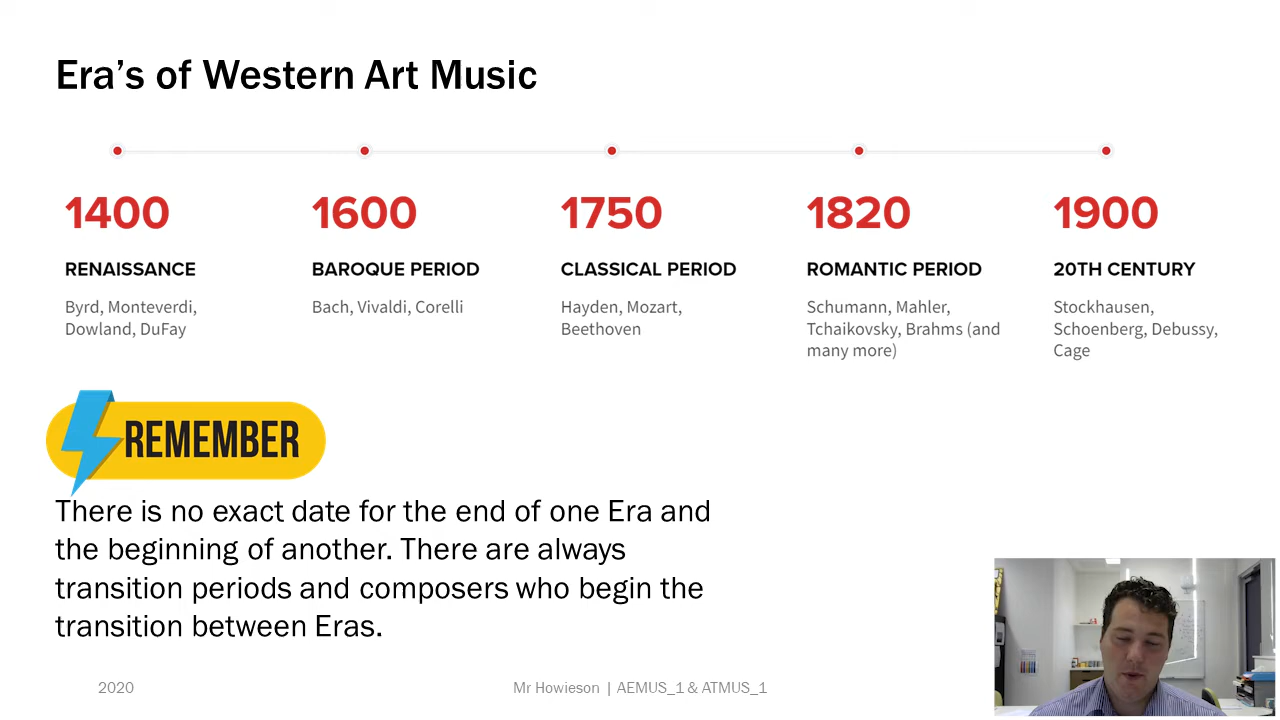 Era’s of Western Art Music
1400
RENAISSANCE
Byrd, Monteverdi,
Dowland, DuFay
1600
BAROQUE PERIOD
Bach, Vivaldi, Corelli
1750
CLASSICAL PERIOD
Hayden, Mozart,
Beethoven
1820
ROMANTIC PERIOD
Schumann, Mahler,
Tchaikovsky, Brahms (and
many more)
1900
20TH CENTURY
Stockhausen,
Schoenberg, Debussy,
Cage
REMEMBER
There is no exact date for the end of one Era and
the beginning of another. There are always
transition periods and composers who begin the
transition between Eras.
2020
Mr Howieson | AEMUS_1 & ATMUS_1